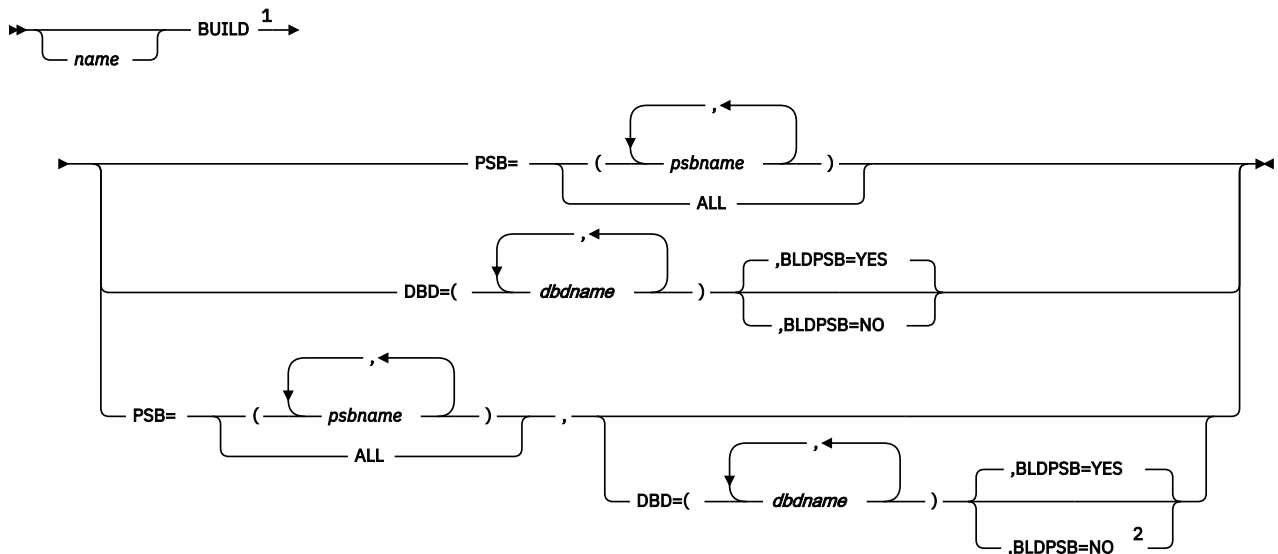 BUILD 1
name
,
PSB= ( psbname )
ALL
,
,BLDPSB=YES
DBD=( dbdname )
,BLDPSB=NO
,
PSB= ( psbname ) ,
ALL
,
,BLDPSB=YES
DBD=( dbdname )
,BLDPSB=NO 2